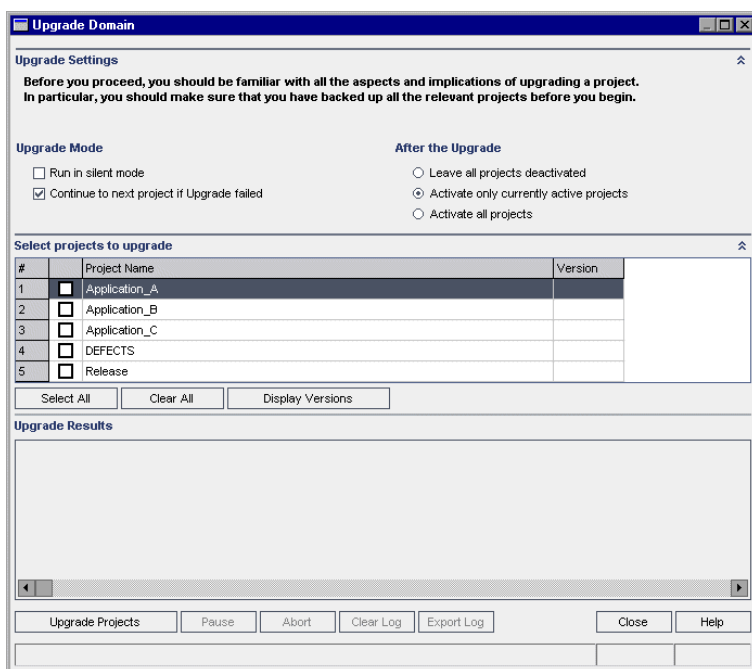 Upgrade Domain
Upgrade Settings
Before you proceed, you should be familiar with all the aspects and implications of upgrading a project.
In particular, you should make sure that you have backed up all the relevant projects before you begin.
Upgrade Mode
Run in silent mode
Continue to next project if Upgrade failed
After the Upgrade
Leave all projects deactivated
Activate only currently active projects
Activate all projects
Select projects to upgrade
# Project Name Version
1 Application_A
2 Application_B
3 Application_C
4 DEFECTS
5 Release
Select All Clear All Display Versions
Upgrade Results
Upgrade Projects Pause Abort Clear Log Export Log Close Help